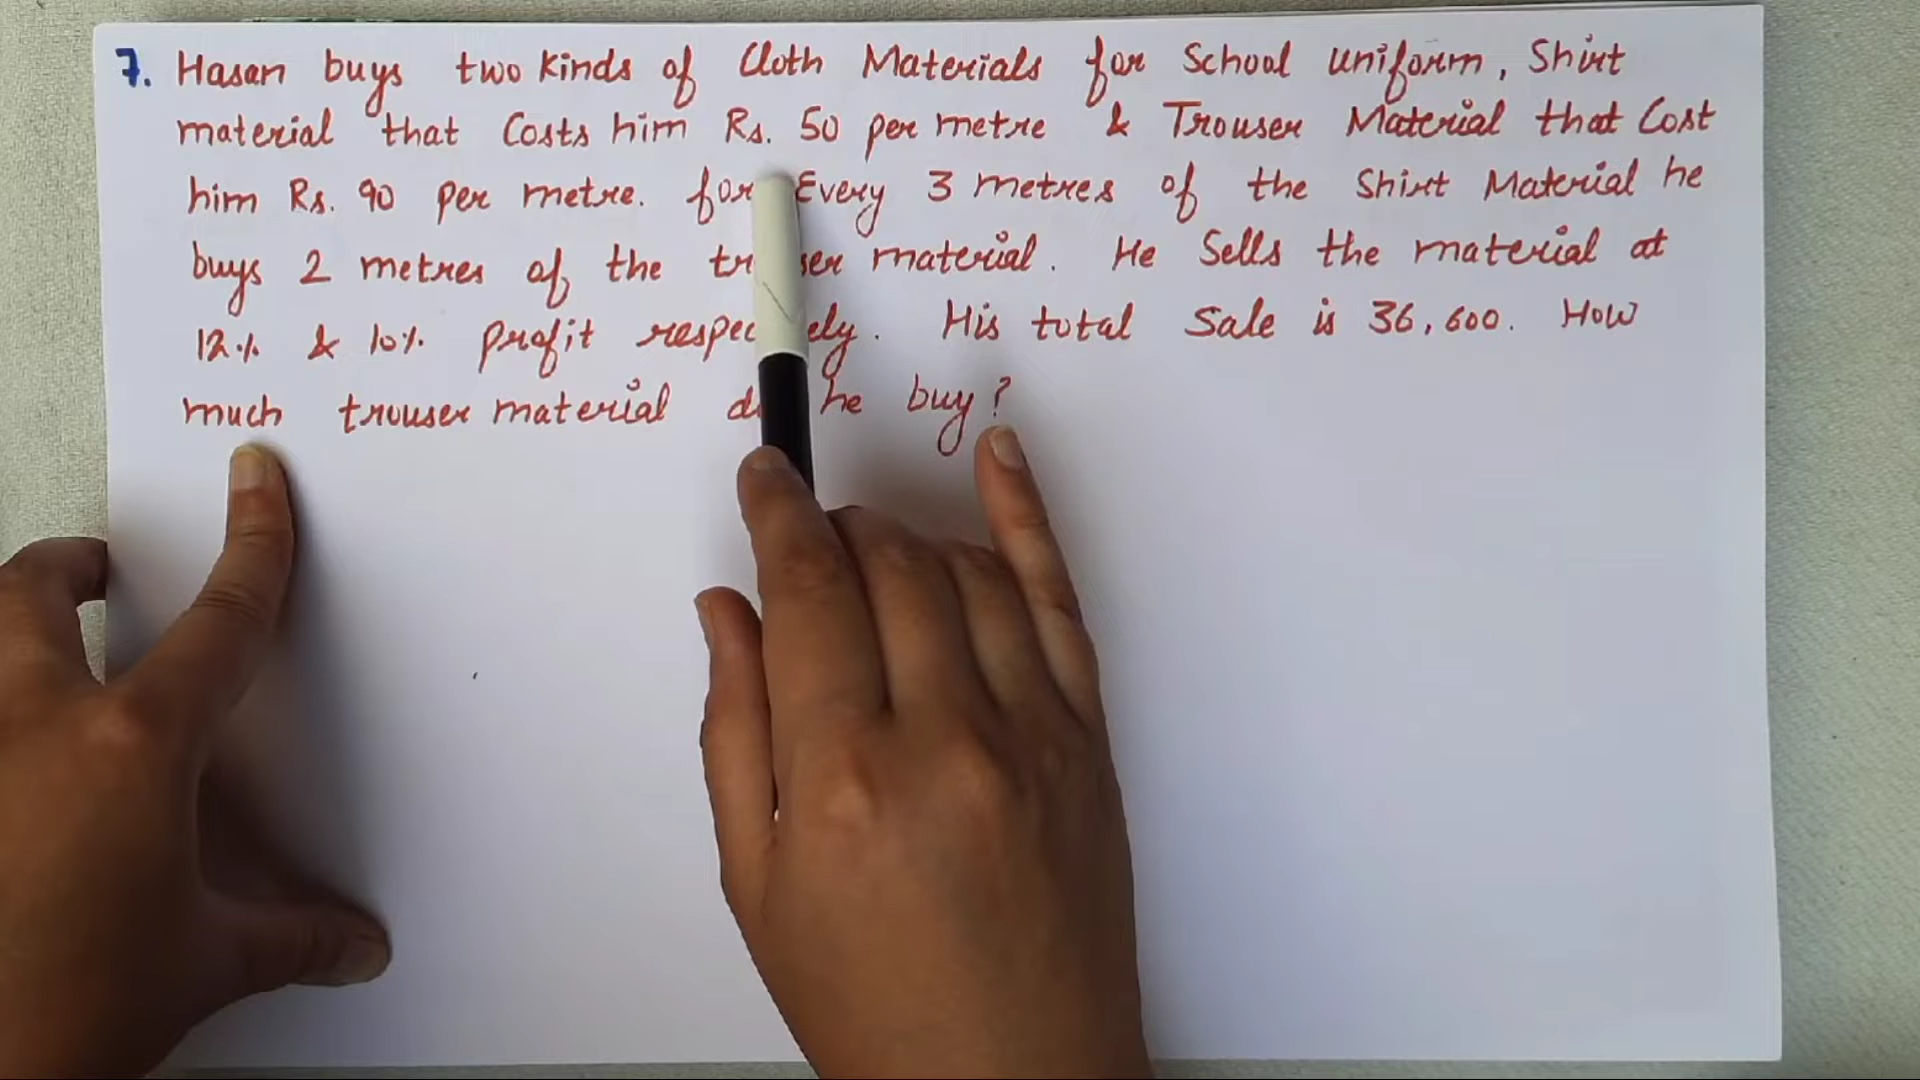 7. Hasan buys two kinds of Cloth Materials for School uniform, Shirt
material that Costs him Rs. 50 per metre & Trouser Material that Cost
him Rs. 90 per metre. for Every 3 metres of the Shirt Material he
buys 2 metres of the material. He Sells the material at
12% & 10% profit His total Sale is 36,600. How
much trouser material he buy?